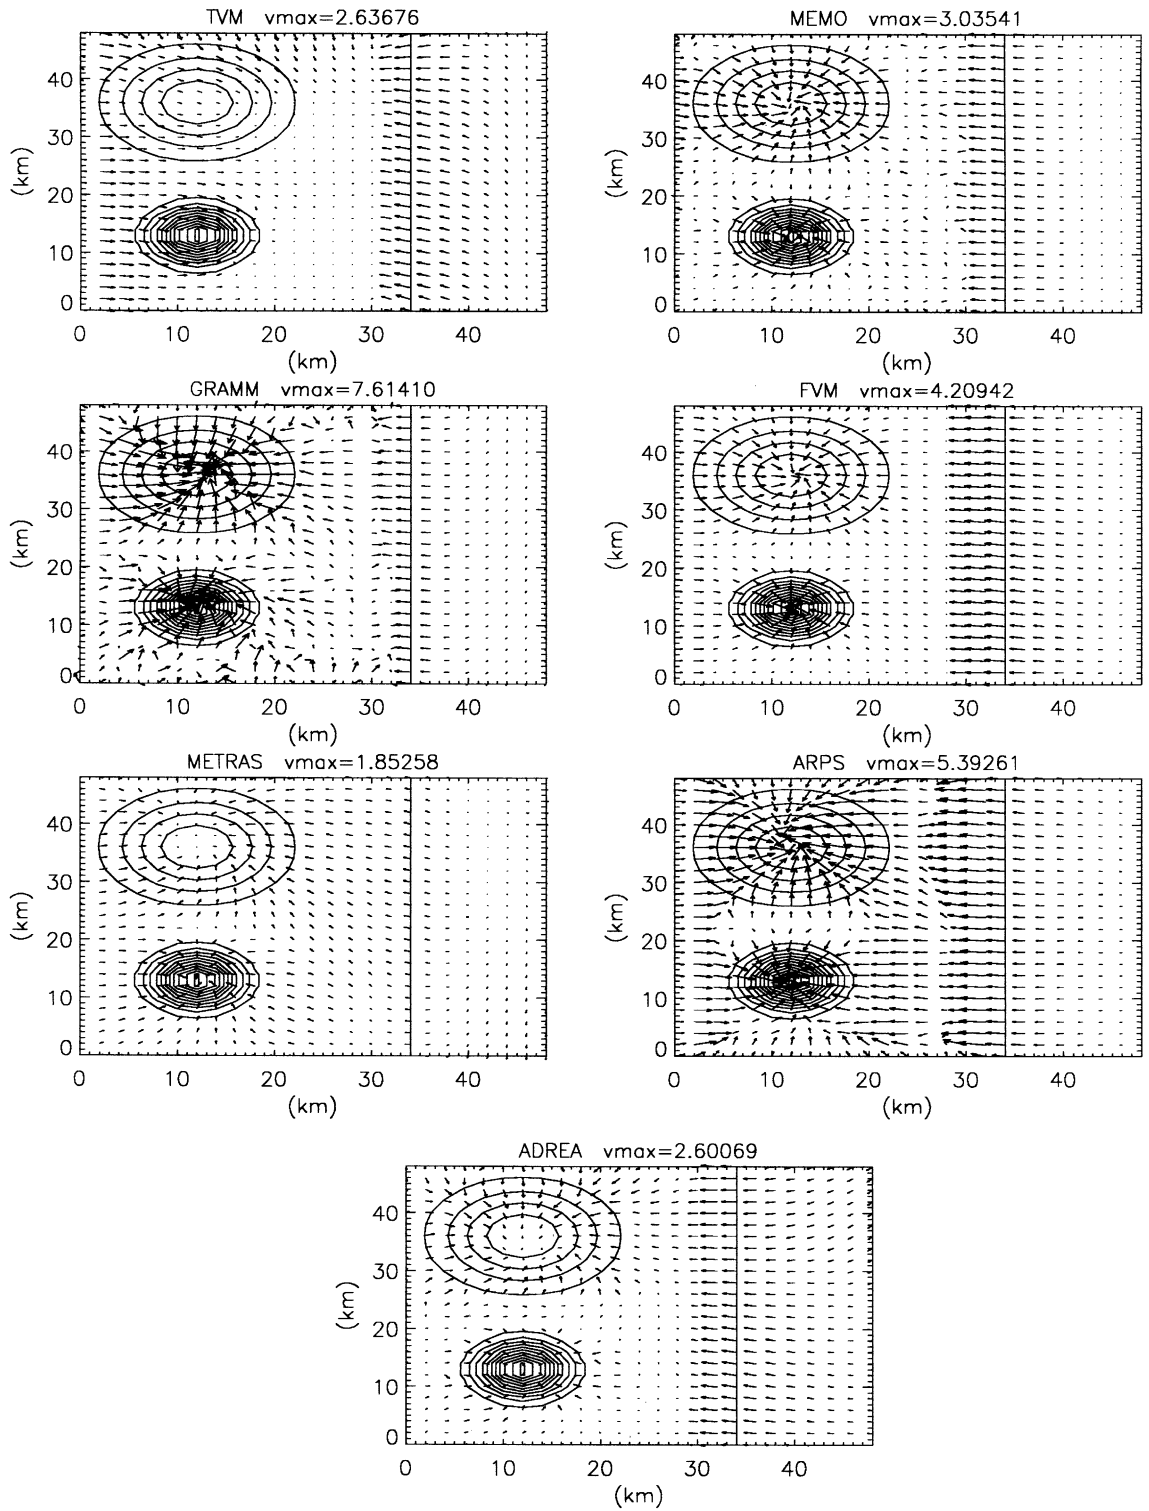 TVM vmax=2.63676
(km)
40
30
20
10
0
0 10 20 30 40
(km)
MEMO vmax=3.03541
(km)
40
30
20
10
0
0 10 20 30 40
(km)
GRAMM vmax=7.61410
(km)
40
30
20
10
0
0 10 20 30 40
(km)
FVM vmax=4.20942
(km)
40
30
20
10
0
0 10 20 30 40
(km)
METRAS vmax=1.85258
(km)
40
30
20
10
0
0 10 20 30 40
(km)
ARPS vmax=5.39261
(km)
40
30
20
10
0
0 10 20 30 40
(km)
ADREA vmax=2.60069
(km)
40
30
20
10
0
0 10 20 30 40
(km)